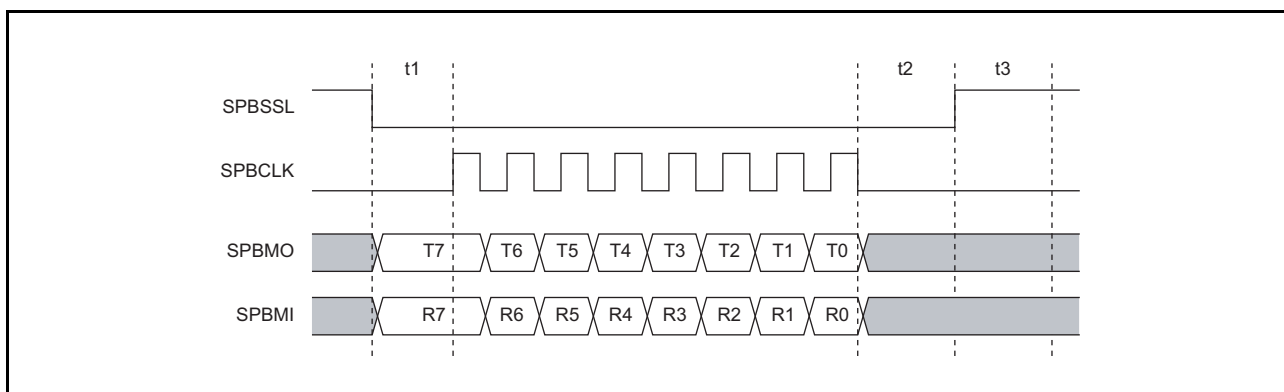 t1 t2 t3
SPBSSL
SPBCLK
SPBMO T7 T6 T5 T4 T3 T2 T1 T0
SPBMI R7 R6 R5 R4 R3 R2 R1 R0